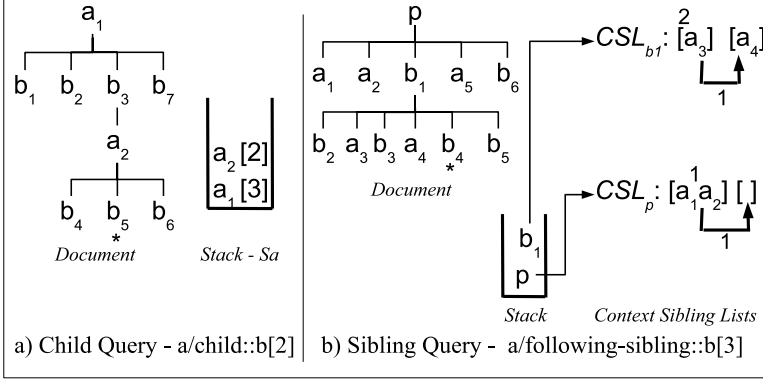 a1
b1 b2 b3 b7
a2
b4 b5 b6
*
Document
a2 [2]
a1 [3]
Stack - Sa
a) Child Query - a/child::b[2]
p
a1 a2 b1 a5 b6
b2 a3 b3 a4 b4 b5
*
Document
b1
p
Stack
2
CSLb1: [a3] [a4]
1
1
CSLp: [a1a2] [ ]
1
Context Sibling Lists
b) Sibling Query - a/following-sibling::b[3]